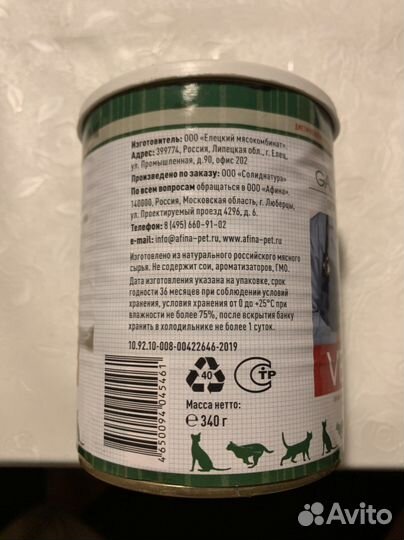 Изготовитель: ООО «Елецкий мясокомбинат».
Адрес: 399774, Россия, Липецкая обл., г. Елец,
ул. Промышленная, д.90, офис 202
Произведено по заказу: ООО «Солиднатура»
По всем вопросам обращаться в ООО «Афина»,
140000, Россия, Московская область, г. Люберцы,
ул. Проектируемый проезд 4296, д. 6.
Телефон: 8 (495) 660-91-02
e-mail: info@afina-pet.ru, www.afina-pet.ru
Изготовлено из натурального российского мясного
сырья. Не содержит сои, ароматизаторов, ГМО.
Дата изготовления указана на упаковке, срок
годности 36 месяцев при соблюдении условий
хранения, условия хранения от 0 до +25°С при
влажности не более 75%, после вскрытия банку
хранить в холодильнике не более 1 суток.
10.92.10-008-00422646-2019
4 650094 045461
40
СТР
Масса нетто:
℮ 340 г
Avito